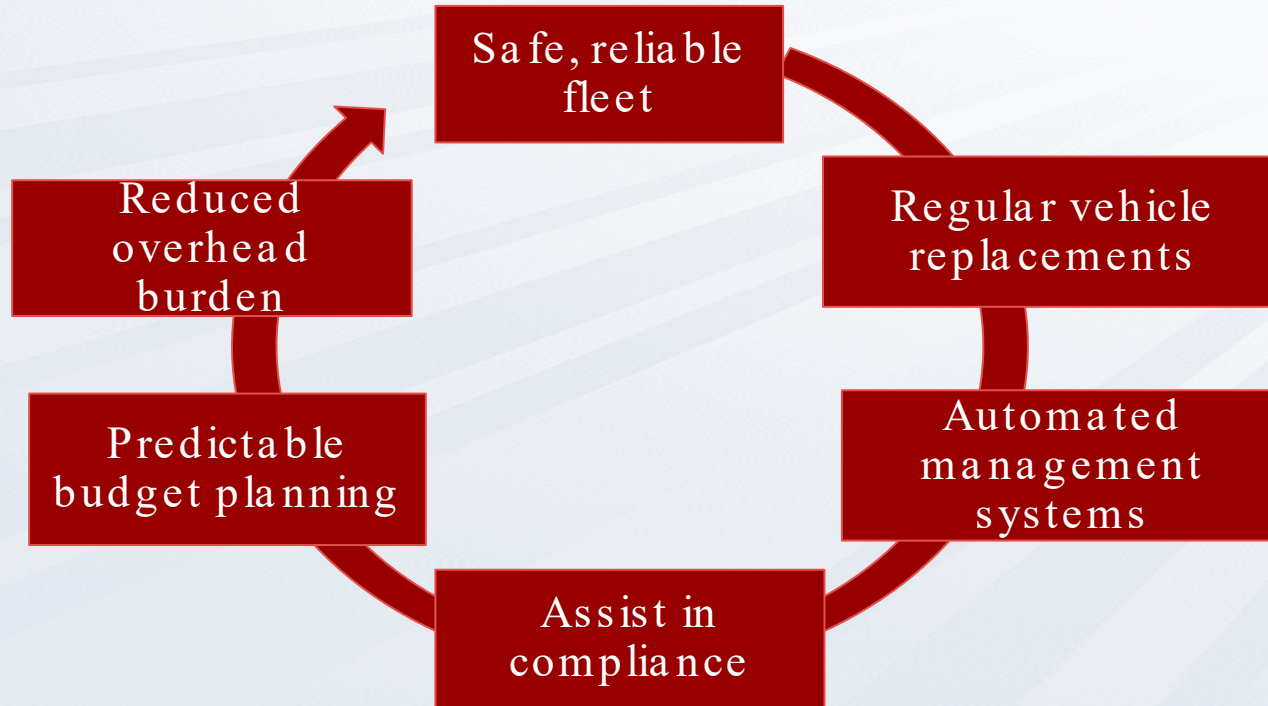 Safe, reliable
fleet
Regular vehicle
replacements
Automated
management
systems
Assist in
compliance
Predictable
budget planning
Reduced
overhead
burden